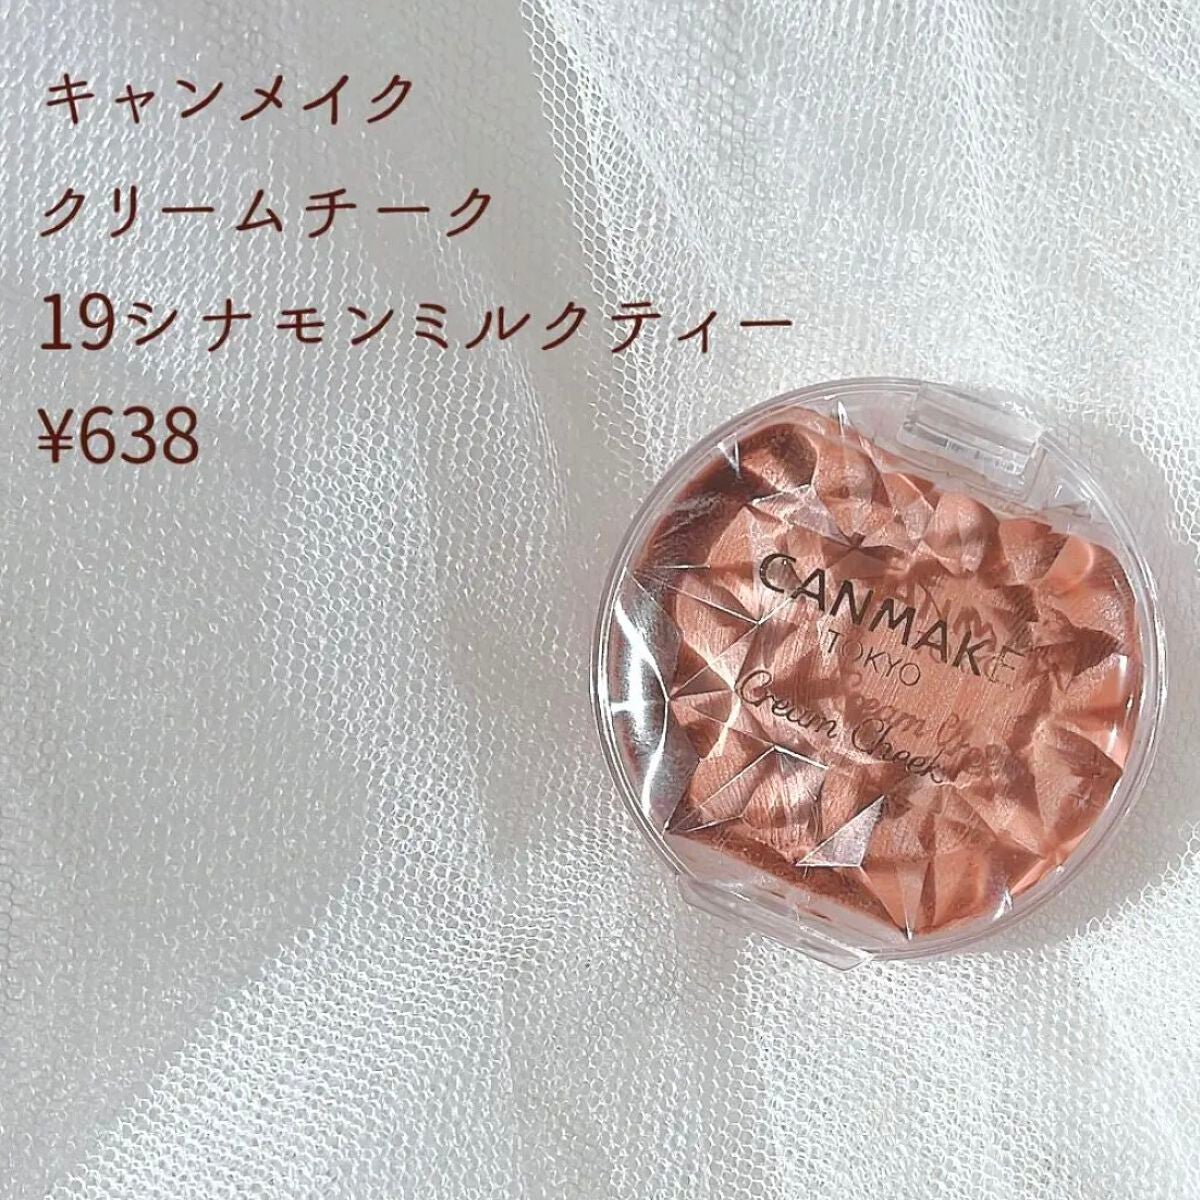 キャンメイク
クリームチーク
19シナモンミルクティー
¥638
CANMAKE
TOKYO
Cream Cheek